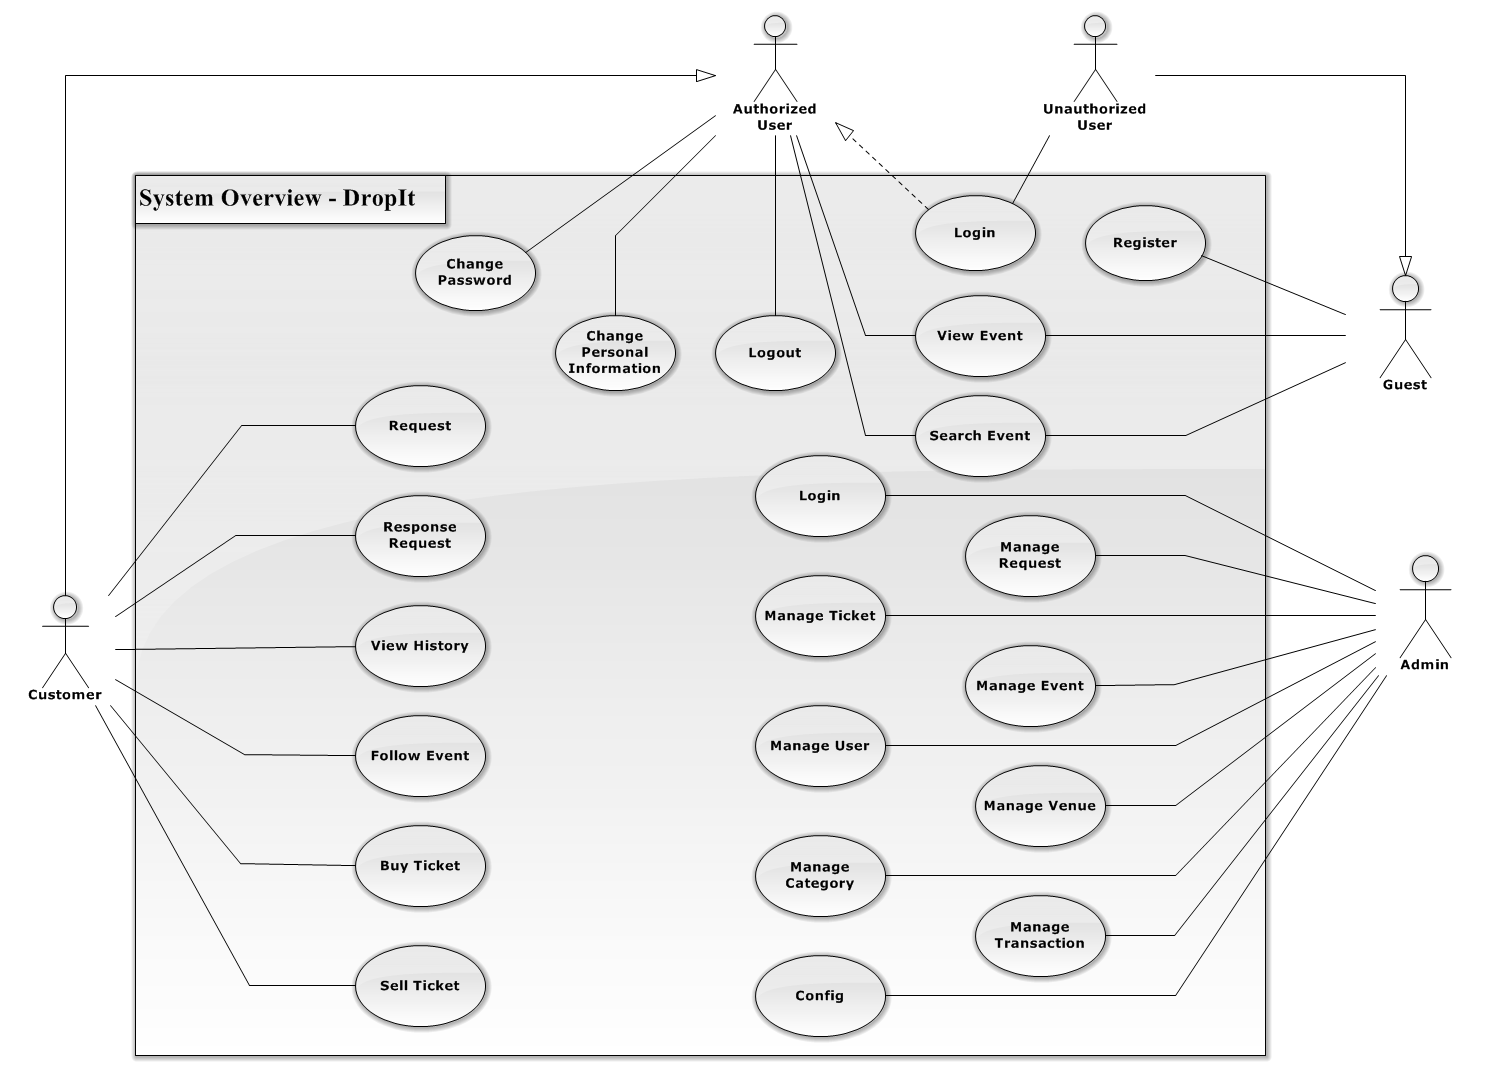 Authorized
User
Unauthorized
User
System Overview - DropIt
Login
Register
Change
Password
Change
Personal
Information
Logout
View Event
Guest
Request
Search Event
Login
Response
Request
Manage
Request
Manage Ticket
View History
Admin
Customer
Manage Event
Follow Event
Manage User
Manage Venue
Buy Ticket
Manage
Category
Manage
Transaction
Sell Ticket
Config